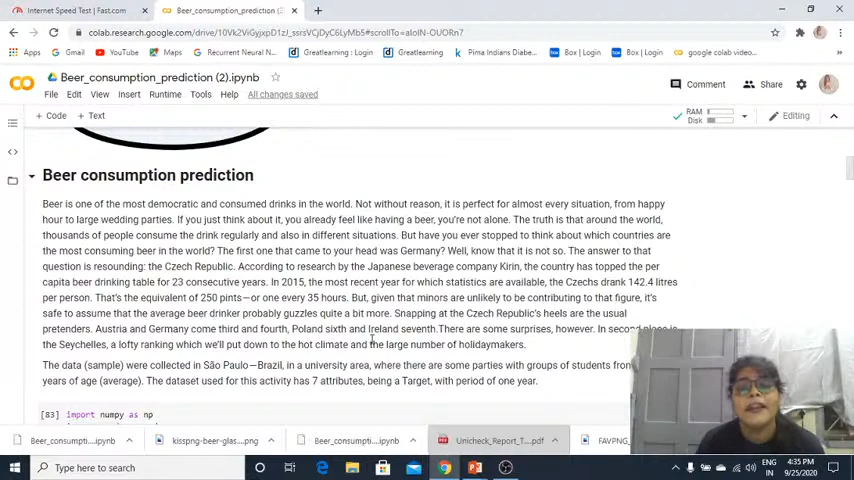 Internet Speed Test | Fast.com
Beer_consumption_prediction (2).i
colab.research.google.com/drive/
Apps
Gmail
YouTube
Maps
Recurrent Neural N...
Greatlearning : Login
Pima Indians Diabe...
Box | Login
Box | Login
google colab video...
Beer_consumption_prediction (2).ipynb
Comment
Share
File Edit View Insert Runtime Tools Help All changes saved
+ Code + Text
RAM
Disk
Editing
Beer consumption prediction
Beer is one of the most democratic and consumed drinks in the world. Not without reason, it is perfect for almost every situation, from happy
hour to large wedding parties. If you just think about it, you already feel like having a beer, you're not alone. The truth is that around the world,
thousands of people consume the drink regularly and also in different situations. But have you ever stopped to think about which countries are
the most consuming beer in the world? The first one that came to your head was Germany? Well, know that it is not so. The answer to that
question is resounding: the Czech Republic. According to research by the Japanese beverage company Kirin, the country has topped the per
capita beer drinking table for 23 consecutive years. In 2015, the most recent year for which statistics are available, the Czechs drank 142.4 litres
per person. That's the equivalent of 250 pints—or one every 35 hours. But, given that minors are unlikely to be contributing to that figure, it's
safe to assume that the average beer drinker probably guzzles quite a bit more. Snapping at the Czech Republic's heels are the usual
pretenders. Austria and Germany come third and fourth, Poland sixth and Ireland seventh.There are some surprises, however. In second place is
the Seychelles, a lofty ranking which we'll put down to the hot climate and the large number of holidaymakers.
The data (sample) were collected in São Paulo—Brazil, in a university area, where there are some parties with groups of students from
years of age (average). The dataset used for this activity has 7 attributes, being a Target, with period of one year.
[83] import numpy as np
Beer_consumpti....ipynb
kisspng-beer-glas....png
Beer_consumpti....ipynb
Unicheck_Report_T....pdf
FAVPNG_
Type here to search
ENG
IN
4:35 PM
9/25/2020